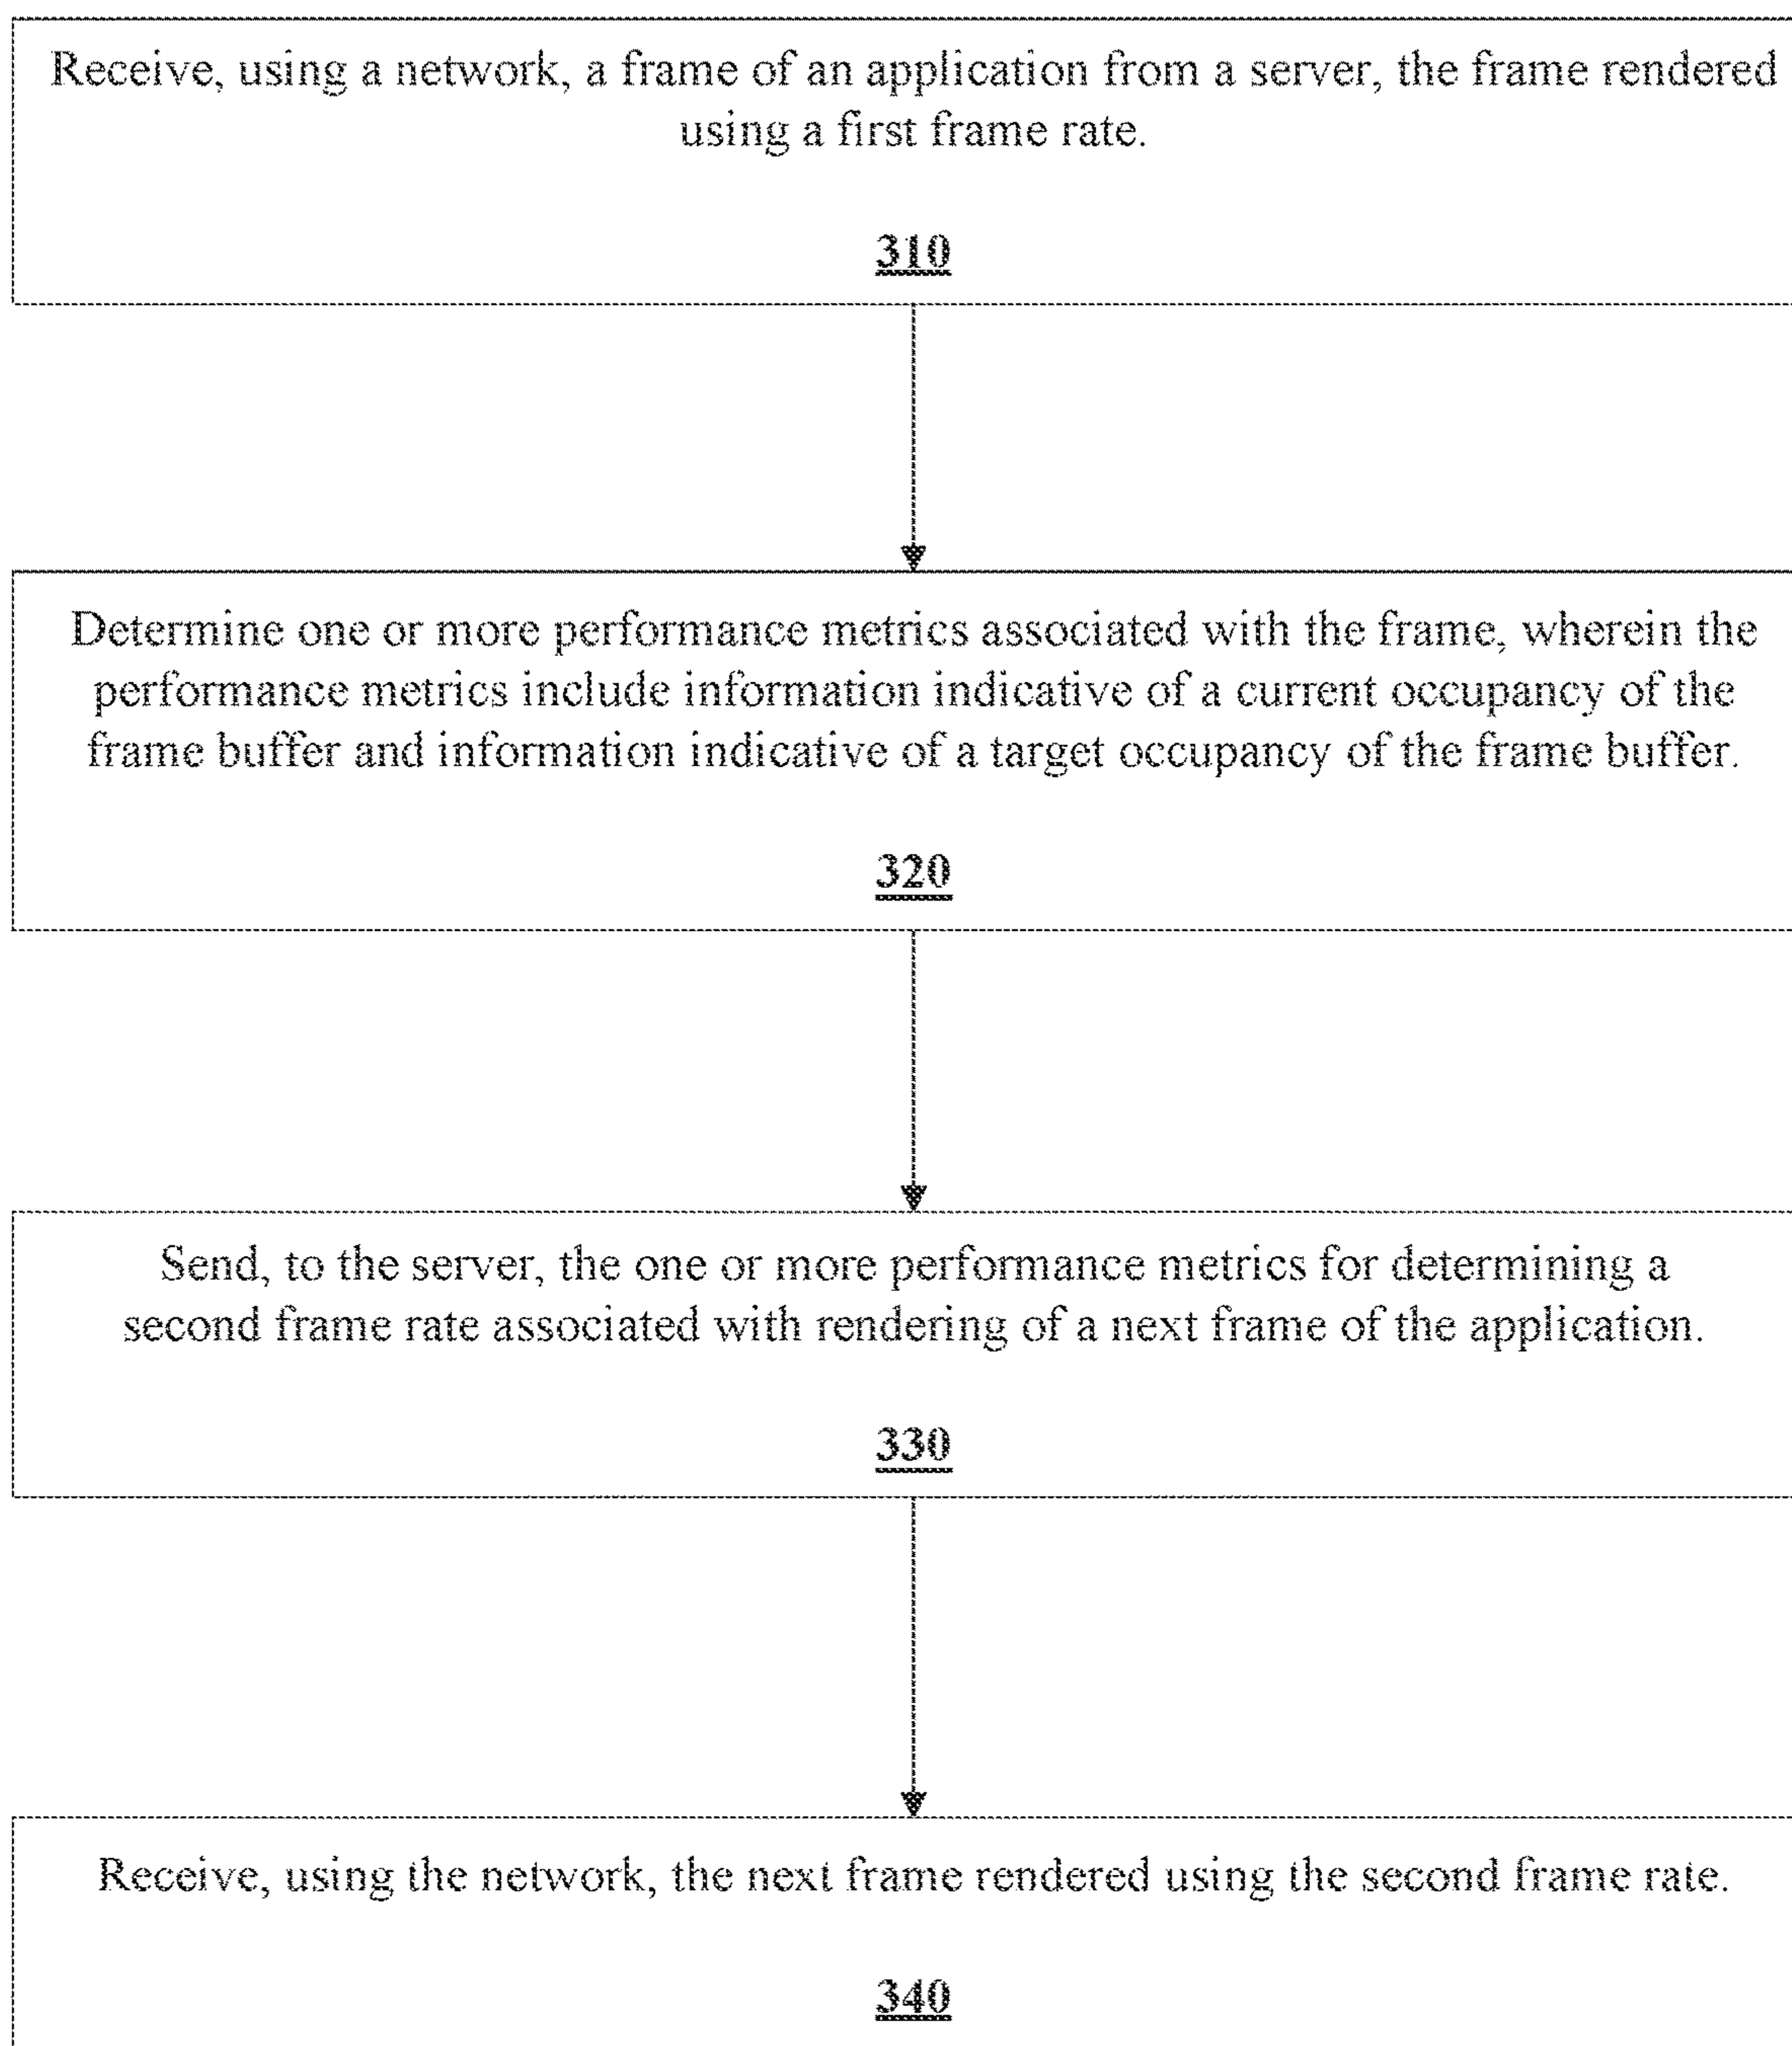 Receive, using a network, a frame of an application from a server, the frame rendered
using a first frame rate.
310
Determine one or more performance metrics associated with the frame, wherein the
performance metrics include information indicative of a current occupancy of the
frame buffer and information indicative of a target occupancy of the frame buffer.
320
Send, to the server, the one or more performance metrics for determining a
second frame rate associated with rendering of a next frame of the application.
330
Receive, using the network, the next frame rendered using the second frame rate.
340